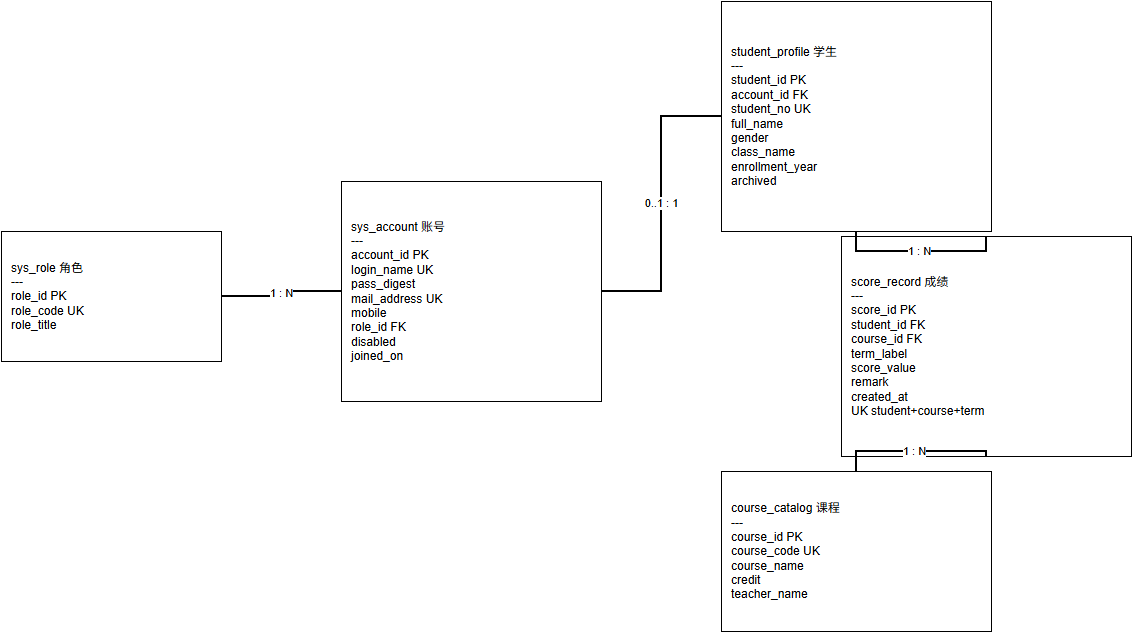 sys_role 角色
---
role_id PK
role_code UK
role_title
1 : N
sys_account 账号
---
account_id PK
login_name UK
pass_digest
mail_address UK
mobile
role_id FK
disabled
joined_on
0..1 : 1
student_profile 学生
---
student_id PK
account_id FK
student_no UK
full_name
gender
class_name
enrollment_year
archived
1 : N
score_record 成绩
---
score_id PK
student_id FK
course_id FK
term_label
score_value
remark
created_at
UK student+course+term
1 : N
course_catalog 课程
---
course_id PK
course_code UK
course_name
credit
teacher_name